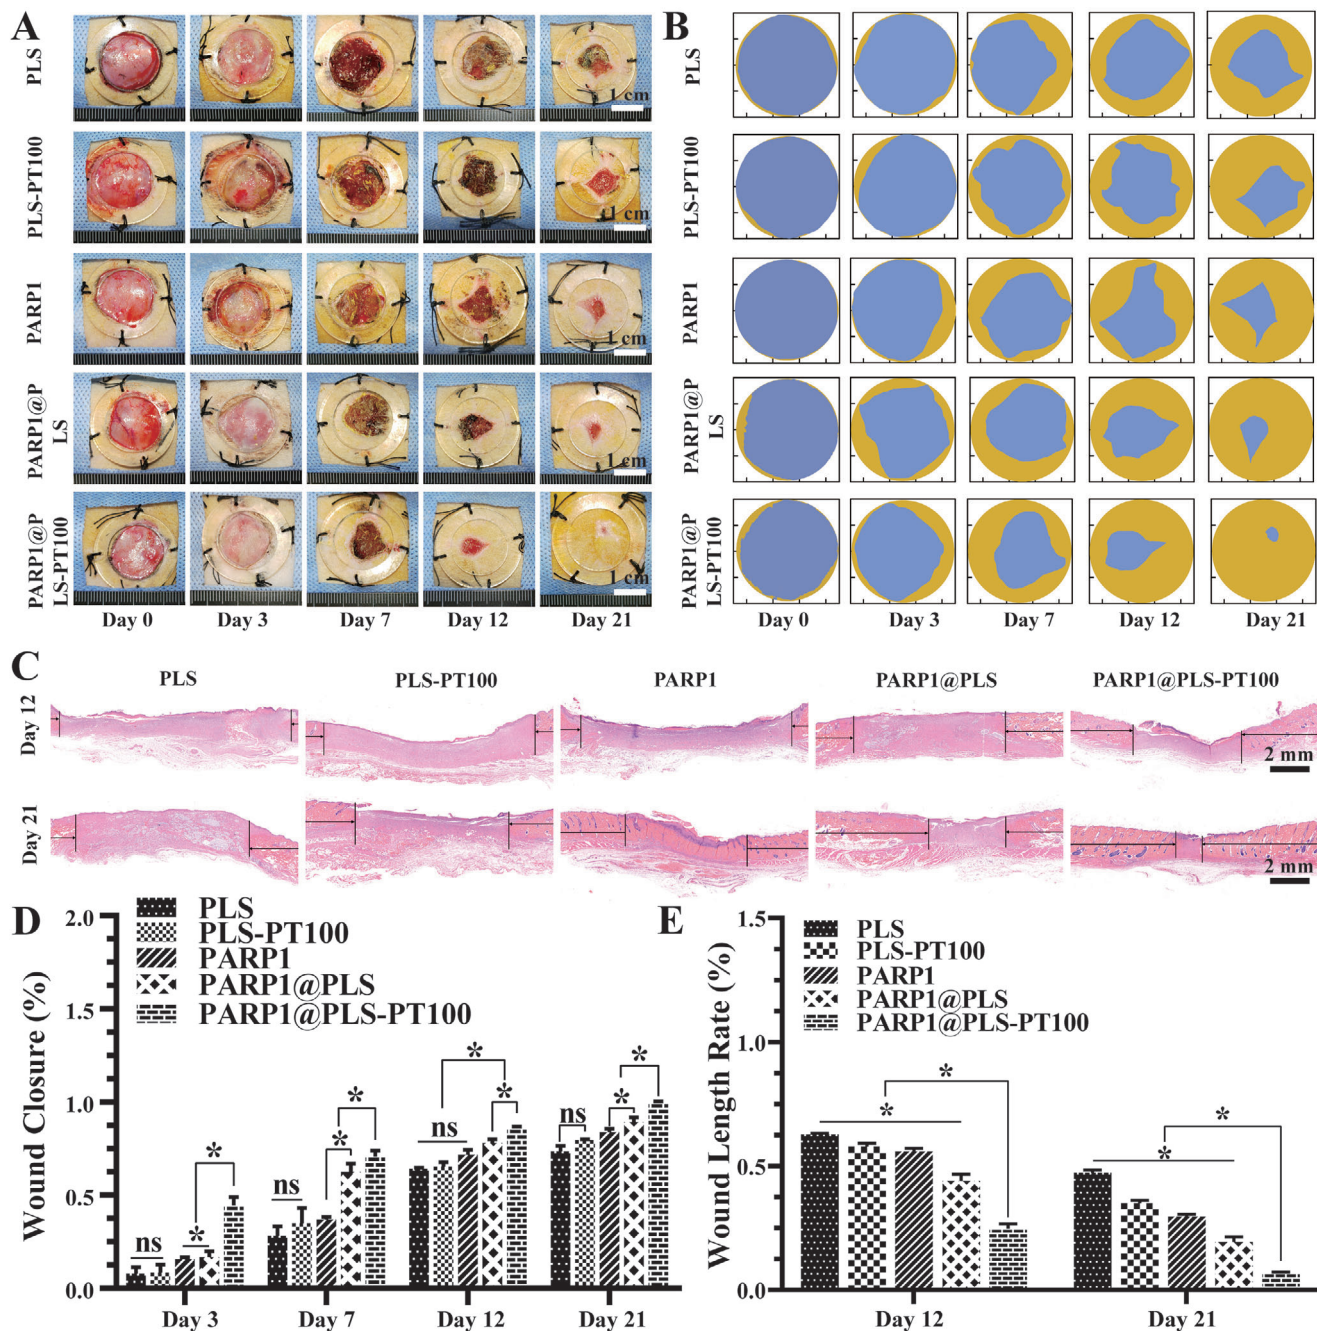 A
PLS
PLS-PT100
PARP1
PARP1@P
LS
PARP1@P
LS-PT100
1 cm
1 cm
1 cm
1 cm
1 cm
Day 0
Day 3
Day 7
Day 12
Day 21
B
PLS
PLS-PT100
PARP1
PARP1@P
LS
PARP1@P
LS-PT100
Day 0
Day 3
Day 7
Day 12
Day 21
C
PLS
PLS-PT100
PARP1
PARP1@PLS
PARP1@PLS-PT100
Day 12
2 mm
Day 21
2 mm
D
Wound Closure (%)
2.0
1.5
1.0
0.5
0.0
PLS
PLS-PT100
PARP1
PARP1@PLS
PARP1@PLS-PT100
ns
*
*
ns
*
*
ns
*
*
ns
*
*
Day 3
Day 7
Day 12
Day 21
E
Wound Length Rate (%)
1.5
1.0
0.5
0.0
PLS
PLS-PT100
PARP1
PARP1@PLS
PARP1@PLS-PT100
*
*
*
*
Day 12
Day 21